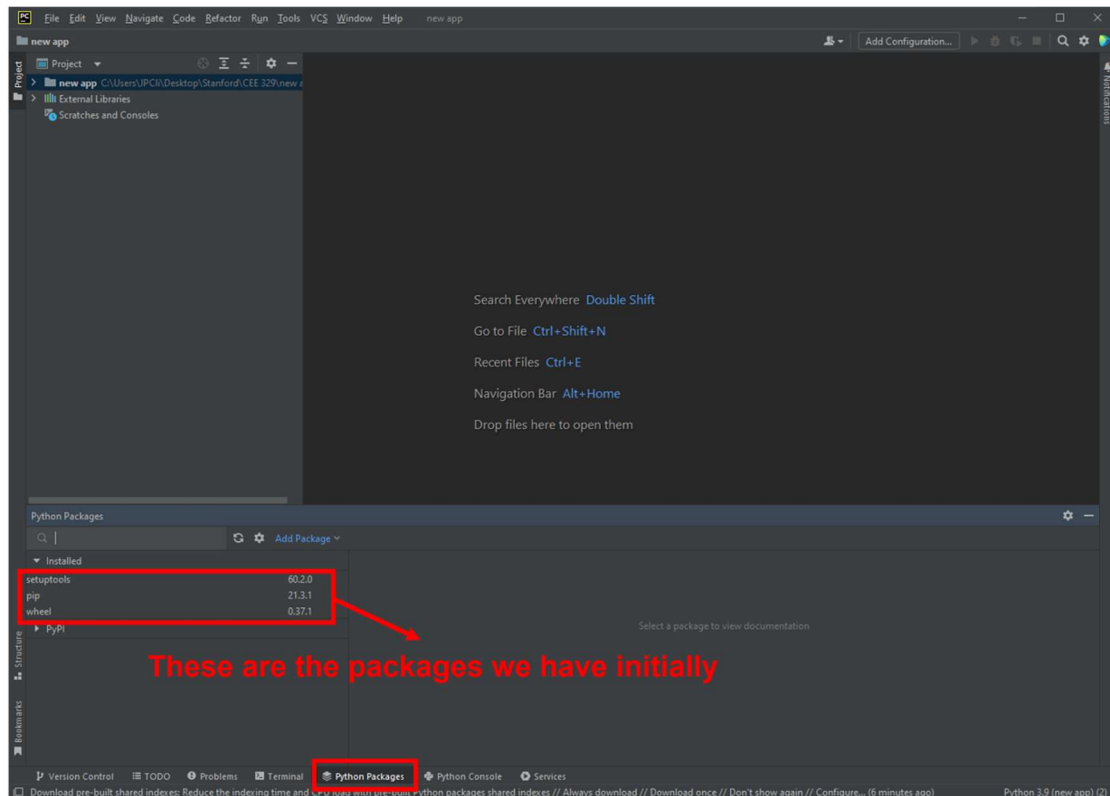 PC File Edit View Navigate Code Refactor Run Tools VCS Window Help new app
new app
Add Configuration...
Project
Project
new app C:\Users\JPCli\Desktop\Stanford\CEE 329\new a
External Libraries
Scratches and Consoles
Notifications
Search Everywhere Double Shift
Go to File Ctrl+Shift+N
Recent Files Ctrl+E
Navigation Bar Alt+Home
Drop files here to open them
Python Packages
Add Package
Installed
setuptools 60.2.0
pip 21.3.1
wheel 0.37.1
PyPI
Select a package to view documentation
These are the packages we have initially
Structure
Bookmarks
Version Control TODO Problems Terminal Python Packages Python Console Services
Download pre-built shared indexes: Reduce the indexing time and CPU load with pre-built Python packages shared indexes // Always download // Download once // Don't show again // Configure... (6 minutes ago) Python 3.9 (new app) (2)